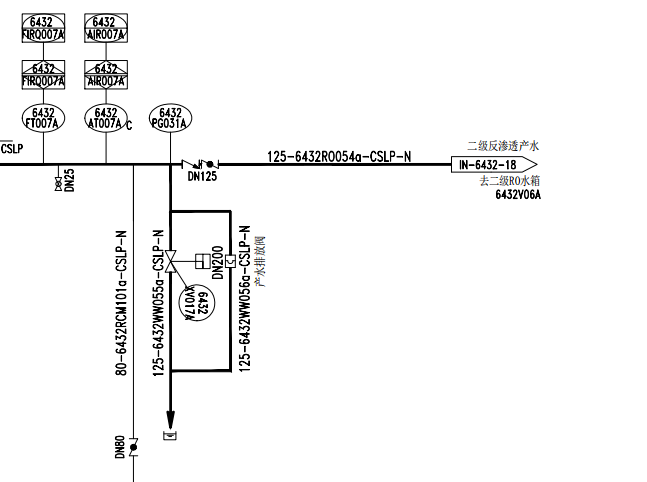 6432
FIRQ007A
6432
AIR007A
6432
FIRQ007A
6432
AIR007A
6432
FT007A
6432
AT007A
C
6432
PG031A
CSLP
DN25
DN125
125-6432RO054a-CSLP-N
二级反渗透产水
IN-6432-18
去二级RO水箱
6432V06A
80-6432RCM101a-CSLP-N
125-6432WW055a-CSLP-N
6432
XV017A
DN200
125-6432WW056a-CSLP-N
产水排放阀
DN80